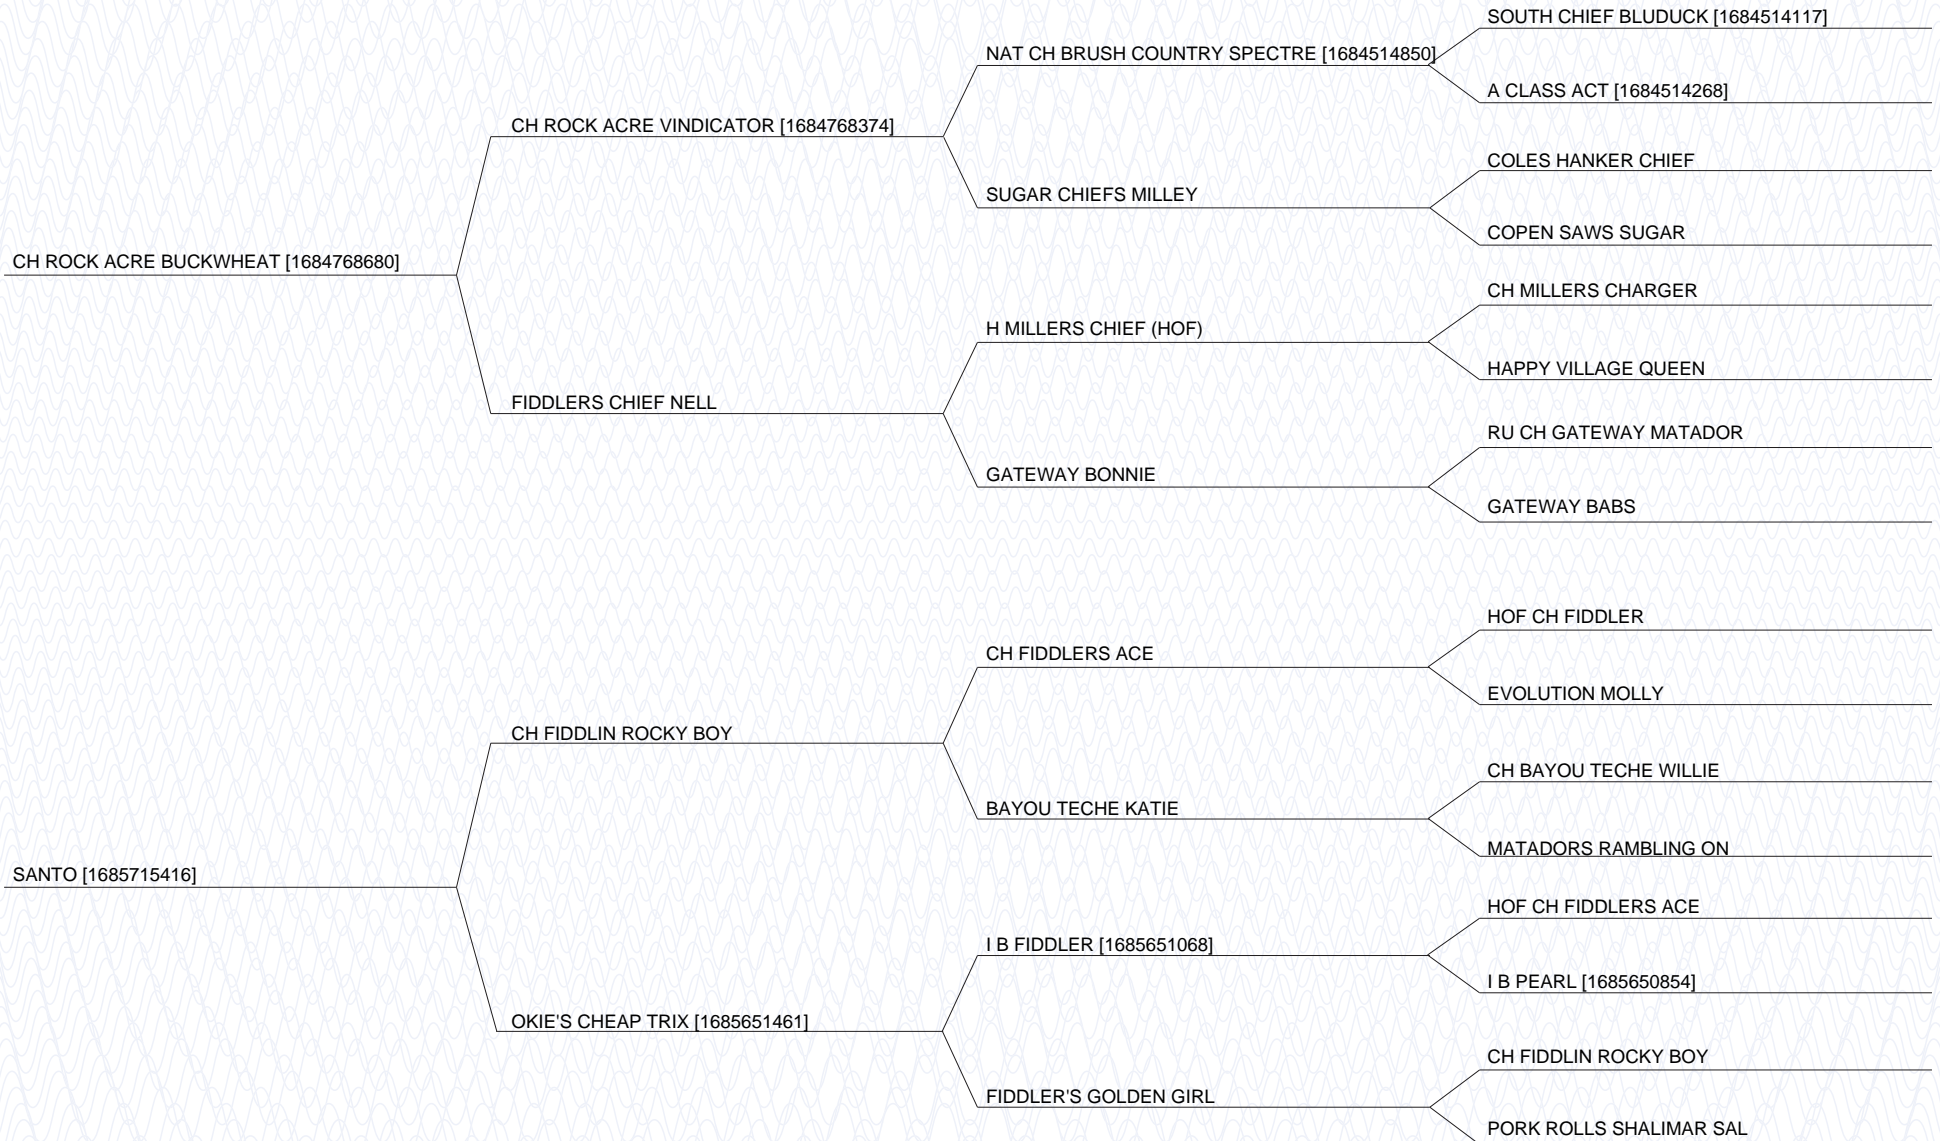 SOUTH CHIEF BLUDUCK [1684514117]
NAT CH BRUSH COUNTRY SPECTRE [1684514850]
A CLASS ACT [1684514268]
CH ROCK ACRE VINDICATOR [1684768374]
COLES HANKER CHIEF
SUGAR CHIEFS MILLEY
COPEN SAWS SUGAR
CH ROCK ACRE BUCKWHEAT [1684768680]
CH MILLERS CHARGER
H MILLERS CHIEF (HOF)
HAPPY VILLAGE QUEEN
FIDDLERS CHIEF NELL
RU CH GATEWAY MATADOR
GATEWAY BONNIE
GATEWAY BABS
HOF CH FIDDLER
CH FIDDLERS ACE
EVOLUTION MOLLY
CH FIDDLIN ROCKY BOY
CH BAYOU TECHE WILLIE
BAYOU TECHE KATIE
MATADORS RAMBLING ON
SANTO [1685715416]
HOF CH FIDDLERS ACE
I B FIDDLER [1685651068]
I B PEARL [1685650854]
OKIE'S CHEAP TRIX [1685651461]
CH FIDDLIN ROCKY BOY
FIDDLER'S GOLDEN GIRL
PORK ROLLS SHALIMAR SAL